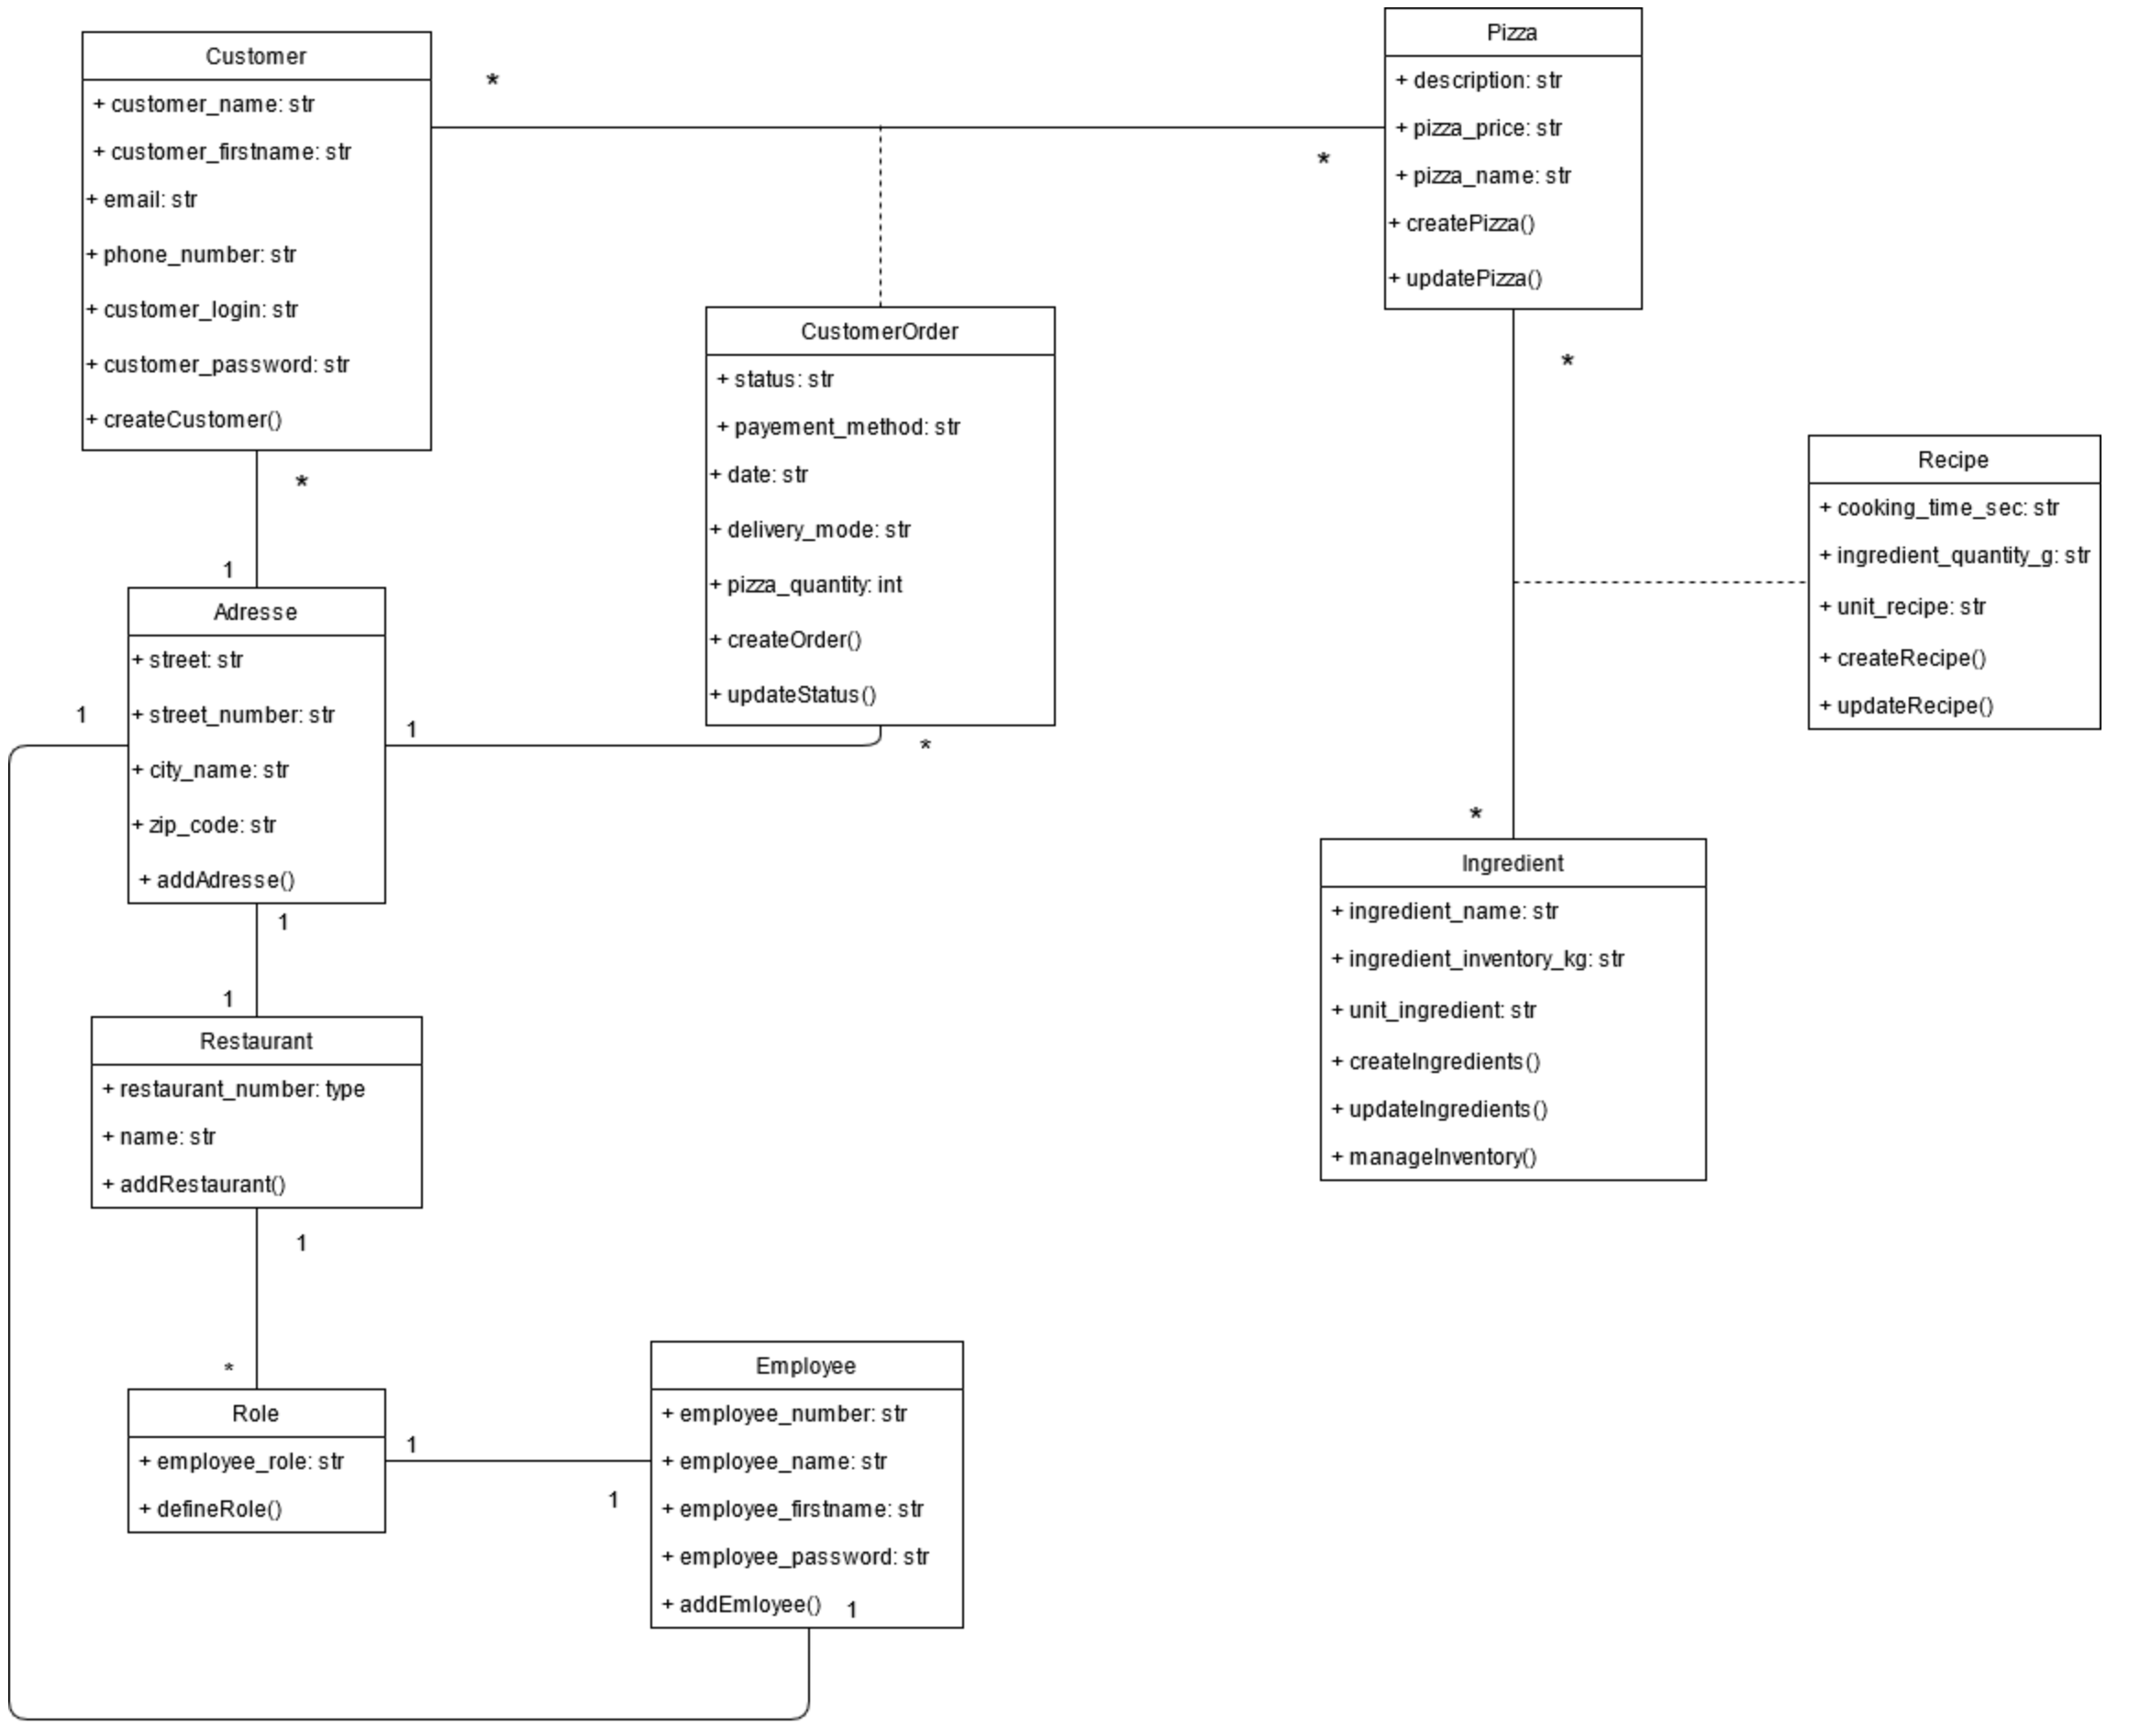 Customer
+ customer_name: str
+ customer_firstname: str
+ email: str
+ phone_number: str
+ customer_login: str
+ customer_password: str
+ createCustomer()
*
*
Pizza
+ description: str
+ pizza_price: str
+ pizza_name: str
+ createPizza()
+ updatePizza()
*
CustomerOrder
+ status: str
+ payement_method: str
+ date: str
+ delivery_mode: str
+ pizza_quantity: int
+ createOrder()
+ updateStatus()
*
Recipe
+ cooking_time_sec: str
+ ingredient_quantity_g: str
+ unit_recipe: str
+ createRecipe()
+ updateRecipe()
*
1
Adresse
+ street: str
+ street_number: str
+ city_name: str
+ zip_code: str
+ addAdresse()
1
1
*
Ingredient
+ ingredient_name: str
+ ingredient_inventory_kg: str
+ unit_ingredient: str
+ createIngredients()
+ updateIngredients()
+ manageInventory()
1
1
Restaurant
+ restaurant_number: type
+ name: str
+ addRestaurant()
1
*
Role
+ employee_role: str
+ defineRole()
1
1
Employee
+ employee_number: str
+ employee_name: str
+ employee_firstname: str
+ employee_password: str
+ addEmloyee()
1